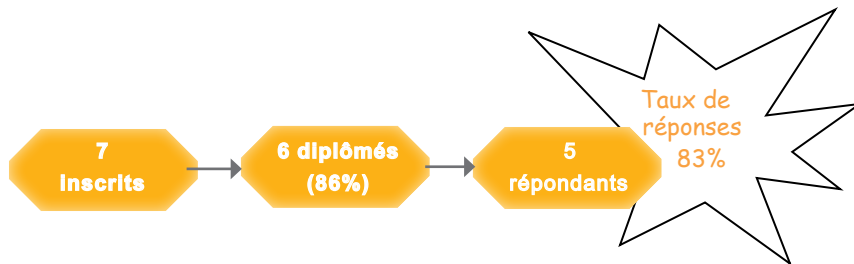 7
inscrits
6 diplômés
(86%)
5
répondants
Taux de
réponses
83%